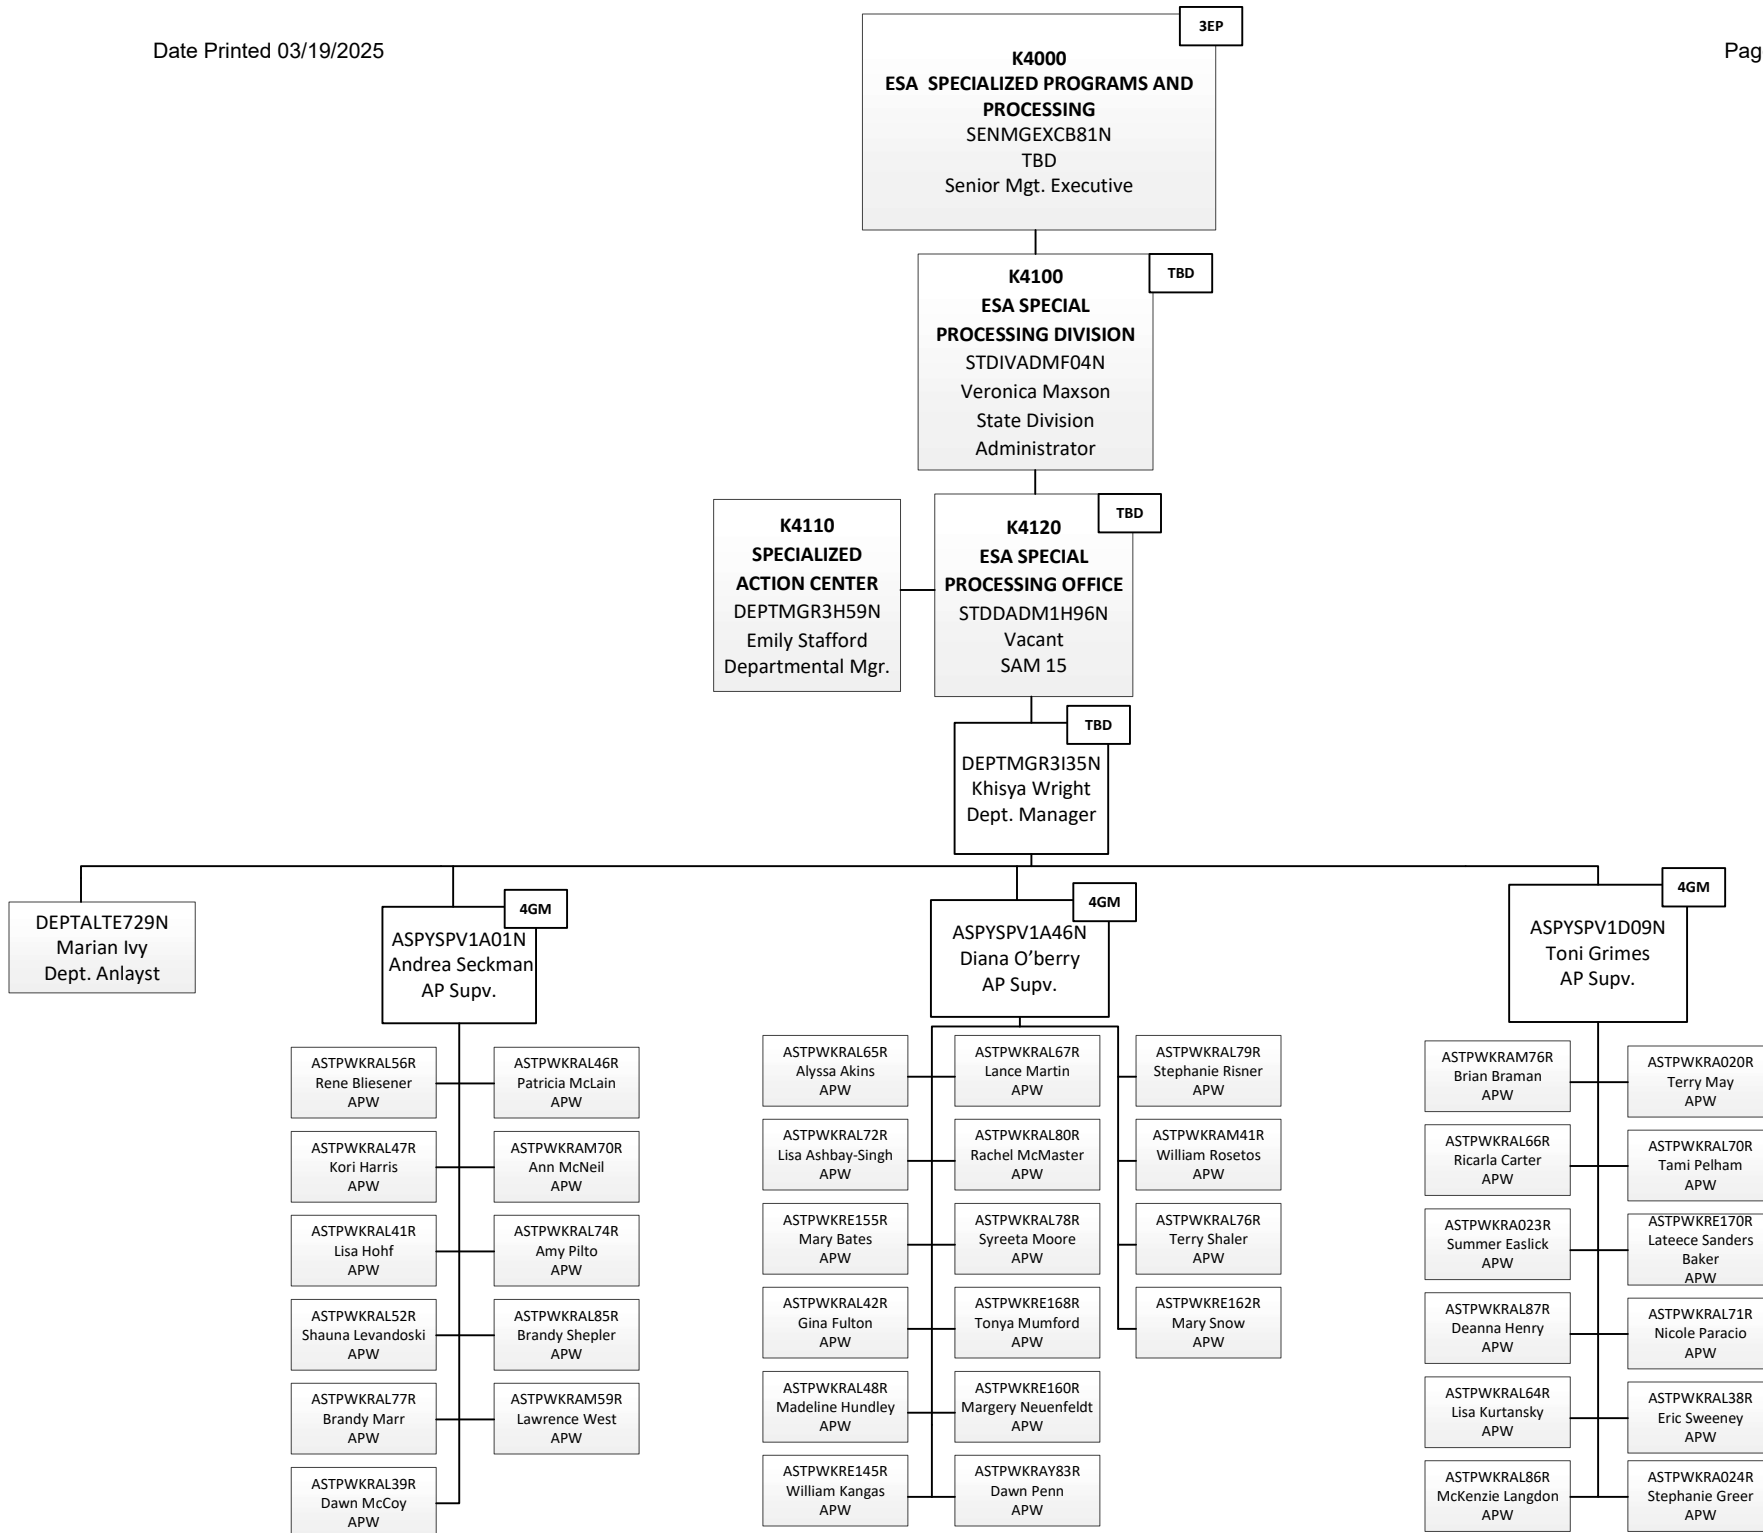 Date Printed 03/19/2025
Pag
3EP
K4000
ESA  SPECIALIZED PROGRAMS AND
PROCESSING
SENMGEXCB81N
TBD
Senior Mgt. Executive
TBD
K4100
ESA SPECIAL
PROCESSING DIVISION
STDIVADMF04N
Veronica Maxson
State Division
Administrator
K4110
SPECIALIZED
ACTION CENTER
DEPTMGR3H59N
Emily Stafford
Departmental Mgr.
TBD
K4120
ESA SPECIAL
PROCESSING OFFICE
STDDADM1H96N
Vacant
SAM 15
TBD
DEPTMGR3I35N
Khisya Wright
Dept. Manager
DEPTALTE729N
Marian Ivy
Dept. Anlayst
4GM
ASPYSPV1A01N
Andrea Seckman
AP Supv.
4GM
ASPYSPV1A46N
Diana O’berry
AP Supv.
4GM
ASPYSPV1D09N
Toni Grimes
AP Supv.
ASTPWKRAL56R
Rene Bliesener
APW
ASTPWKRAL46R
Patricia McLain
APW
ASTPWKRAL47R
Kori Harris
APW
ASTPWKRAM70R
Ann McNeil
APW
ASTPWKRAL41R
Lisa Hohf
APW
ASTPWKRAL74R
Amy Pilto
APW
ASTPWKRAL52R
Shauna Levandoski
APW
ASTPWKRAL85R
Brandy Shepler
APW
ASTPWKRAL77R
Brandy Marr
APW
ASTPWKRAM59R
Lawrence West
APW
ASTPWKRAL39R
Dawn McCoy
APW
ASTPWKRAL65R
Alyssa Akins
APW
ASTPWKRAL67R
Lance Martin
APW
ASTPWKRAL79R
Stephanie Risner
APW
ASTPWKRAL72R
Lisa Ashbay-Singh
APW
ASTPWKRAL80R
Rachel McMaster
APW
ASTPWKRAM41R
William Rosetos
APW
ASTPWKRE155R
Mary Bates
APW
ASTPWKRAL78R
Syreeta Moore
APW
ASTPWKRAL76R
Terry Shaler
APW
ASTPWKRAL42R
Gina Fulton
APW
ASTPWKRE168R
Tonya Mumford
APW
ASTPWKRE162R
Mary Snow
APW
ASTPWKRAL48R
Madeline Hundley
APW
ASTPWKRE160R
Margery Neuenfeldt
APW
ASTPWKRE145R
William Kangas
APW
ASTPWKRAY83R
Dawn Penn
APW
ASTPWKRAM76R
Brian Braman
APW
ASTPWKRA020R
Terry May
APW
ASTPWKRAL66R
Ricarla Carter
APW
ASTPWKRAL70R
Tami Pelham
APW
ASTPWKRA023R
Summer Easlick
APW
ASTPWKRE170R
Lateece Sanders
Baker
APW
ASTPWKRAL87R
Deanna Henry
APW
ASTPWKRAL71R
Nicole Paracio
APW
ASTPWKRAL64R
Lisa Kurtansky
APW
ASTPWKRAL38R
Eric Sweeney
APW
ASTPWKRAL86R
McKenzie Langdon
APW
ASTPWKRA024R
Stephanie Greer
APW